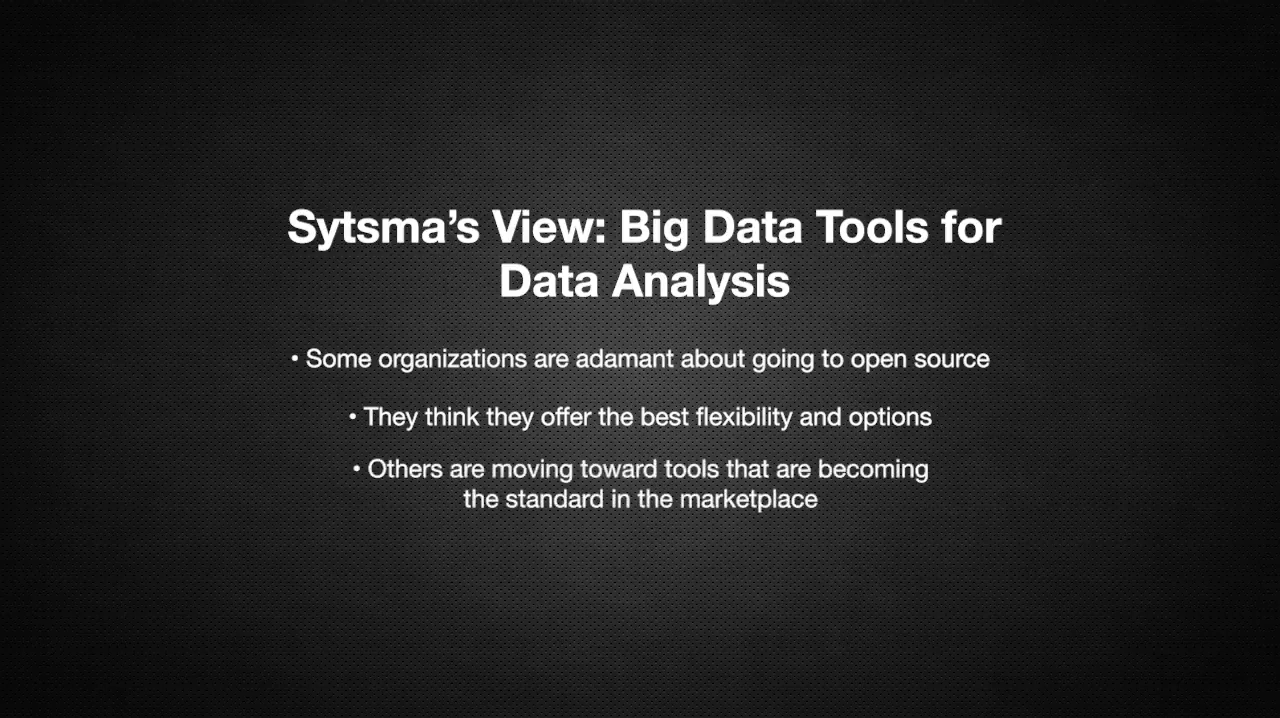 Sytsma’s View: Big Data Tools for
Data Analysis
• Some organizations are adamant about going to open source
• They think they offer the best flexibility and options
• Others are moving toward tools that are becoming
the standard in the marketplace